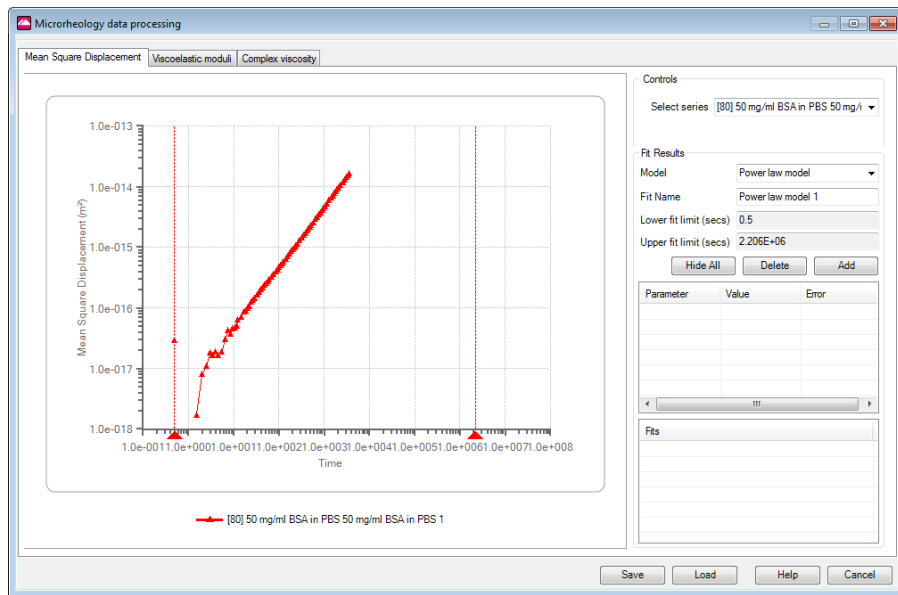 Microrheology data processing
Mean Square Displacement
Viscoelastic moduli
Complex viscosity
1.0e-013
1.0e-014
1.0e-015
1.0e-016
1.0e-017
1.0e-018
Mean Square Displacement (m²)
1.0e-0011.0e+0001.0e+0011.0e+0021.0e+0031.0e+0041.0e+0051.0e+0061.0e+0071.0e+008
Time
[80] 50 mg/ml BSA in PBS 50 mg/ml BSA in PBS 1
Controls
Select series [80] 50 mg/ml BSA in PBS 50 mg/
Fit Results
Model Power law model
Fit Name Power law model 1
Lower fit limit (secs) 0.5
Upper fit limit (secs) 2.206E+06
Hide All Delete Add
Parameter Value Error
Fits
Save Load Help Cancel